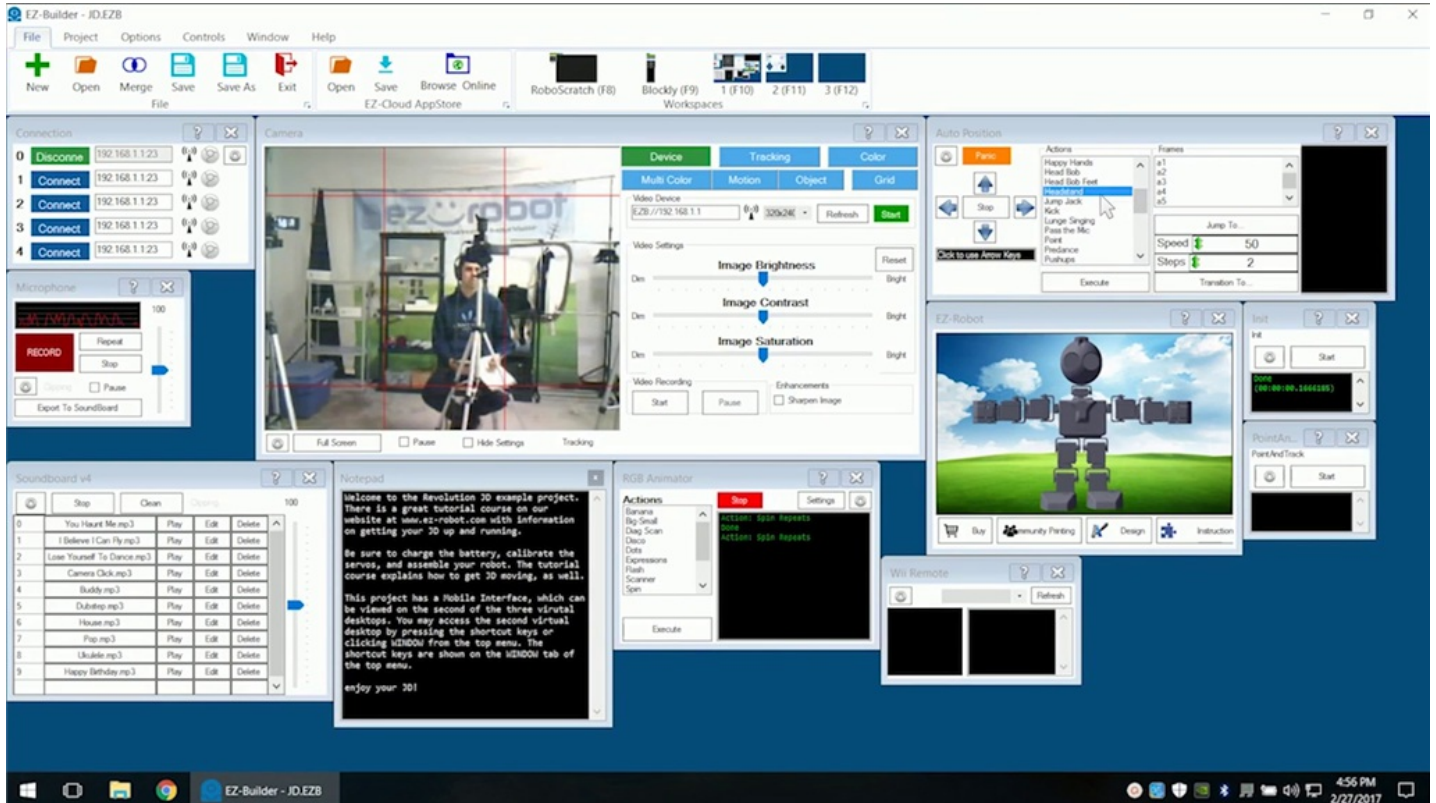 EZ-Builder - JD.EZB
File Project Options Controls Window Help
New Open Merge Save Save As Exit Open Save Browse Online RoboScratch (F8) Blockly (F9) 1 (F10) 2 (F11) 3 (F12)
File EZ-Cloud AppStore Workspaces
Connection
0 Disconne 192.168.1.1:23
1 Connect 192.168.1.1:23
2 Connect 192.168.1.1:23
3 Connect 192.168.1.1:23
4 Connect 192.168.1.1:23
Microphone
100
RECORD
Repeat
Stop
Clipping Pause
Export To SoundBoard
Camera
ez-robot
Device Tracking Color
Multi Color Motion Object Grid
Video Device
EZB://192.168.1.1 320x240 Refresh Start
Video Settings
Reset
Image Brightness
Dim Bright
Image Contrast
Dim Bright
Image Saturation
Dim Bright
Video Recording Enhancements
Start Pause Sharpen Image
Full Screen Pause Hide Settings Tracking
Auto Position
Panic
Stop
Click to use Arrow Keys
Actions
Happy Hands
Head Bob
Head Bob Feet
Headstand
Jump Jack
Kick
Lunge Singing
Pass the Mic
Point
Predance
Pushups
Execute
Frames
a1
a2
a3
a4
a5
Jump To...
Speed 50
Steps 2
Transition To...
EZ-Robot
Buy Community Printing Design Instruction
Init
Init
Start
Done
(00:00:00.1666185)
PointAn...
PointAndTrack
Start
Soundboard v4
Stop Clean Clipping 100
0 You Haunt Me.mp3 Play Edit Delete
1 I Believe I Can Fly.mp3 Play Edit Delete
2 Lose Yourself To Dance.mp3 Play Edit Delete
3 Camera Click.mp3 Play Edit Delete
4 Buddy.mp3 Play Edit Delete
5 Dubstep.mp3 Play Edit Delete
6 House.mp3 Play Edit Delete
7 Pop.mp3 Play Edit Delete
8 Ukulele.mp3 Play Edit Delete
9 Happy Birthday.mp3 Play Edit Delete
Notepad
Welcome to the Revolution JD example project.
There is a great tutorial course on our
website at www.ez-robot.com with information
on getting your JD up and running.
Be sure to charge the battery, calibrate the
servos, and assemble your robot. The tutorial
course explains how to get JD moving, as well.
This project has a Mobile Interface, which can
be viewed on the second of the three virutal
desktops. You may access the second virtual
desktop by pressing the shortcut keys or
clicking WINDOW from the top menu. The
shortcut keys are shown on the WINDOW tab of
the top menu.
enjoy your JD!
RGB Animator
Actions
Banana
Big Small
Diag Scan
Disco
Dots
Expressions
Flash
Scanner
Spin
Execute
Stop Settings
Action: Spin Repeats
Done
Action: Spin Repeats
Wii Remote
Refresh
EZ-Builder - JD.EZB
4:56 PM
2/27/2017